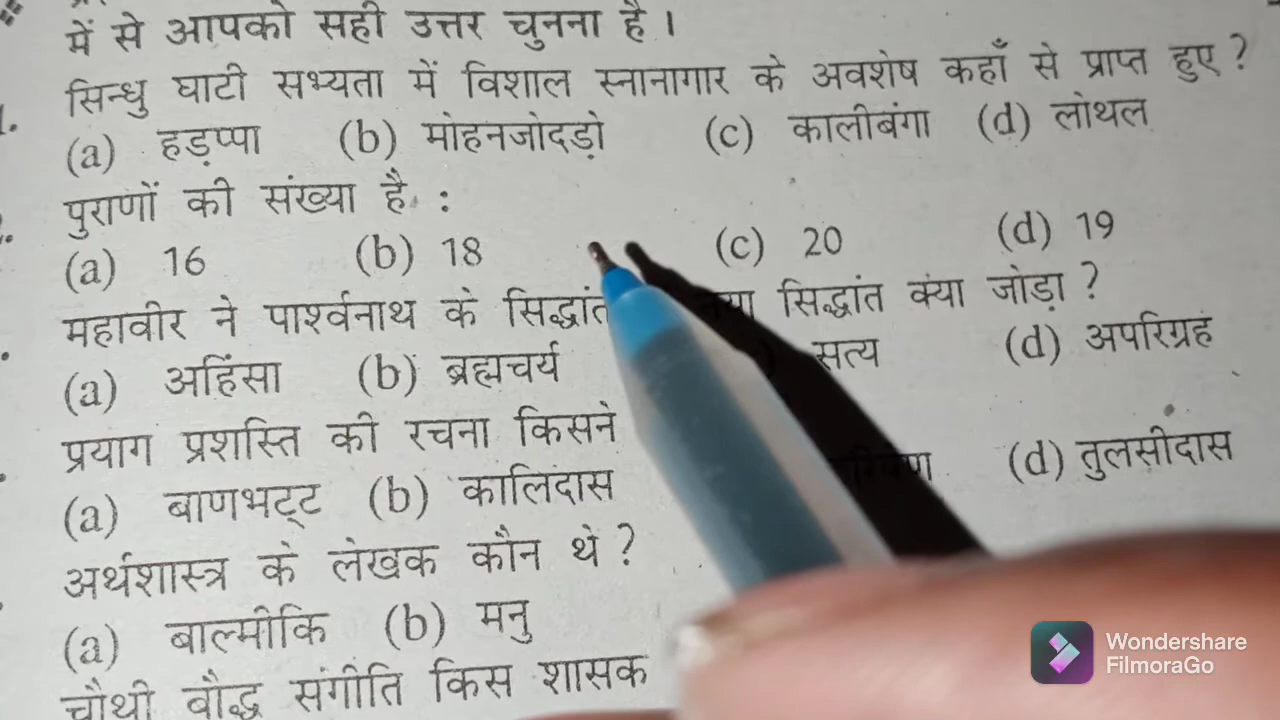 में से आपको सही उत्तर चुनना है ।
1. सिन्धु घाटी सभ्यता में विशाल स्नानागार के अवशेष कहाँ से प्राप्त हुए ?
(a) हड़प्पा (b) मोहनजोदड़ो (c) कालीबंगा (d) लोथल
पुराणों की संख्या है :
(a) 16 (b) 18 (c) 20 (d) 19
महावीर ने पार्श्वनाथ के सिद्धांत नया सिद्धांत क्या जोड़ा ?
(a) अहिंसा (b) ब्रह्मचर्य सत्य (d) अपरिग्रह
प्रयाग प्रशस्ति की रचना किसने
(a) बाणभट्ट (b) कालिदास (d) तुलसीदास
अर्थशास्त्र के लेखक कौन थे ?
(a) बाल्मीकि (b) मनु
चौथी बौद्ध संगीति किस शासक
Wondershare
FilmoraGo